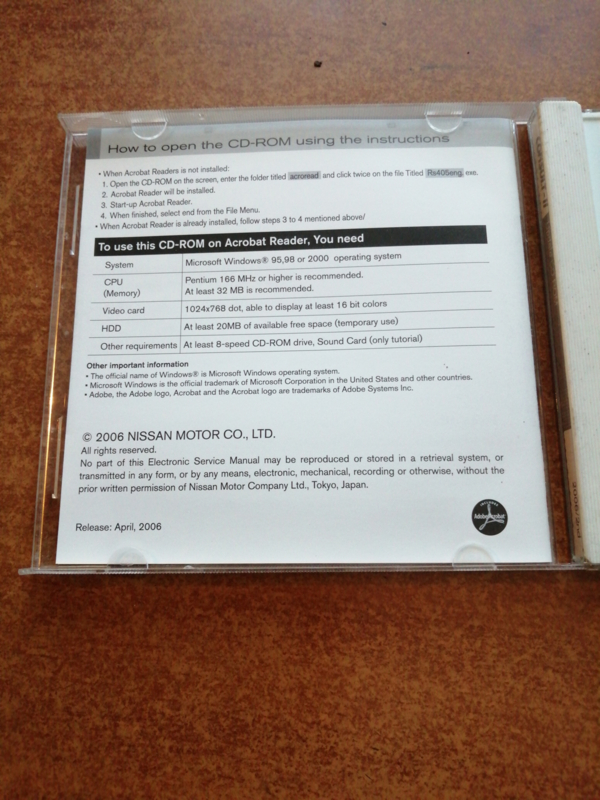 How to open the CD-ROM using the instructions
• When Acrobat Readers is not installed:
1. Open the CD-ROM on the screen, enter the folder titled acroread and click twice on the file Titled Rs405eng. exe.
2. Acrobat Reader will be installed.
3. Start-up Acrobat Reader.
4. When finished, select end from the File Menu.
• When Acrobat Reader is already installed, follow steps 3 to 4 mentioned above/
To use this CD-ROM on Acrobat Reader, You need
System Microsoft Windows® 95,98 or 2000 operating system
CPU Pentium 166 MHz or higher is recommended.
(Memory) At least 32 MB is recommended.
Video card 1024x768 dot, able to display at least 16 bit colors
HDD At least 20MB of available free space (temporary use)
Other requirements At least 8-speed CD-ROM drive, Sound Card (only tutorial)
Other important information
• The official name of Windows® is Microsoft Windows operating system.
• Microsoft Windows is the official trademark of Microsoft Corporation in the United States and other countries.
• Adobe, the Adobe logo, Acrobat and the Acrobat logo are trademarks of Adobe Systems Inc.
© 2006 NISSAN MOTOR CO., LTD.
All rights reserved.
No part of this Electronic Service Manual may be reproduced or stored in a retrieval system, or
transmitted in any form, or by any means, electronic, mechanical, recording or otherwise, without the
prior written permission of Nissan Motor Company Ltd., Tokyo, Japan.
Release: April, 2006